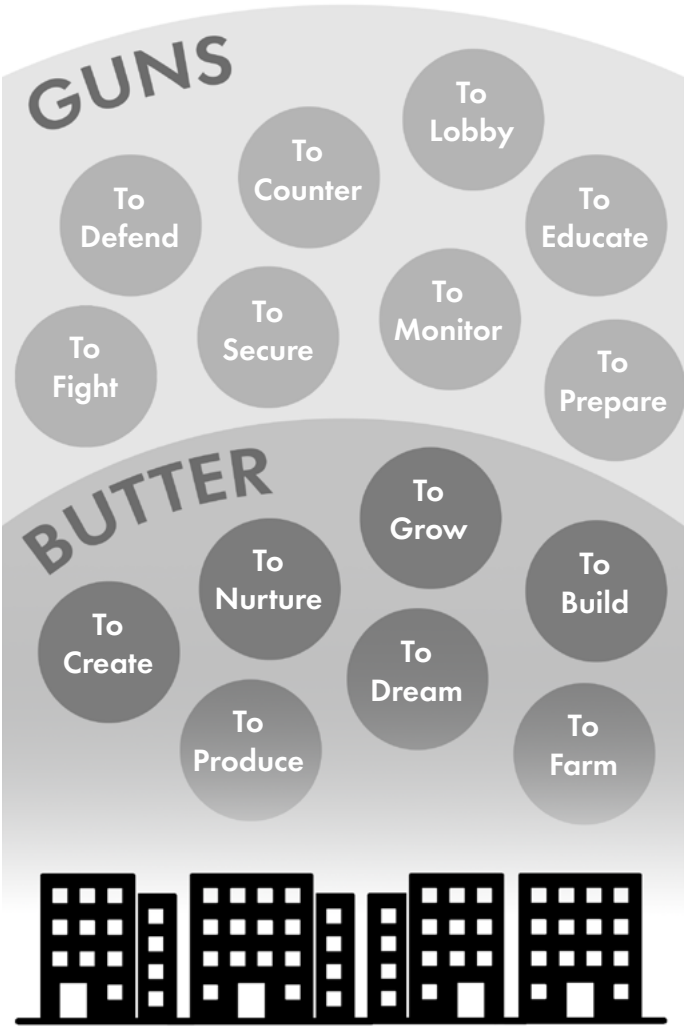 GUNS
To
Lobby
To
Counter
To
Defend
To
Educate
To
Monitor
To
Secure
To
Fight
To
Prepare
BUTTER
To
Grow
To
Nurture
To
Build
To
Create
To
Dream
To
Produce
To
Farm